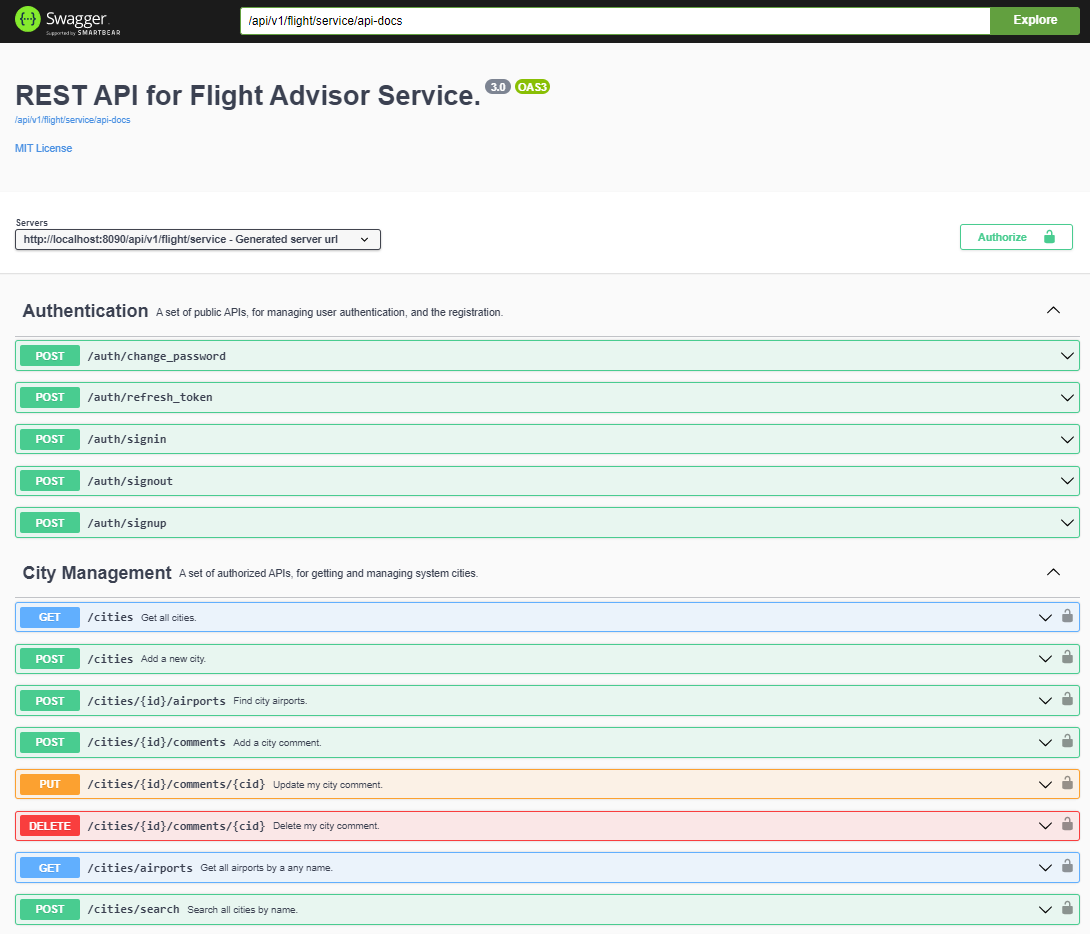 Swagger.
Supported by SMARTBEAR
/api/v1/flight/service/api-docs
Explore
REST API for Flight Advisor Service. 3.0 OAS3
/api/v1/flight/service/api-docs
MIT License
Servers
http://localhost:8090/api/v1/flight/service - Generated server url
Authorize
Authentication A set of public APIs, for managing user authentication, and the registration.
POST /auth/change_password
POST /auth/refresh_token
POST /auth/signin
POST /auth/signout
POST /auth/signup
City Management A set of authorized APIs, for getting and managing system cities.
GET /cities Get all cities.
POST /cities Add a new city.
POST /cities/{id}/airports Find city airports.
POST /cities/{id}/comments Add a city comment.
PUT /cities/{id}/comments/{cid} Update my city comment.
DELETE /cities/{id}/comments/{cid} Delete my city comment.
GET /cities/airports Get all airports by a any name.
POST /cities/search Search all cities by name.